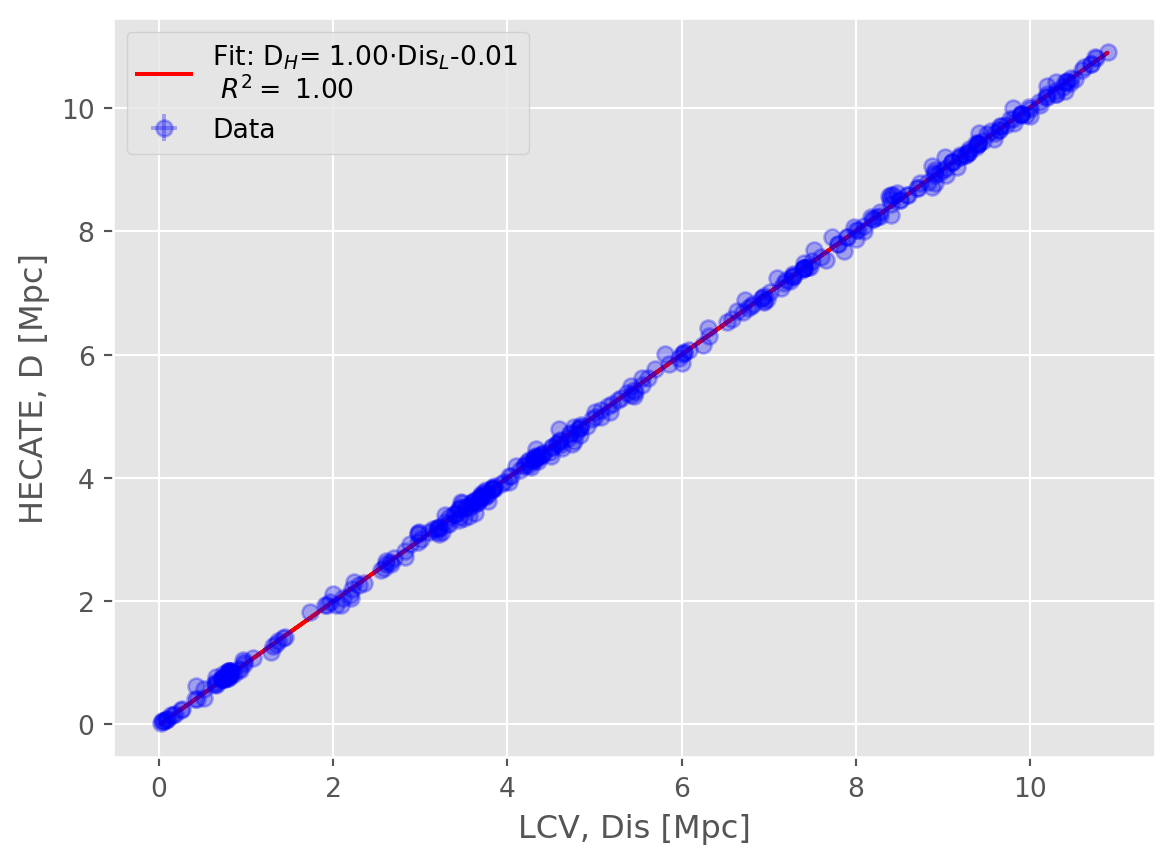 Fit: D_H= 1.00·Dis_L-0.01
R² = 1.00
Data
10
8
6
4
2
0
HECATE, D [Mpc]
0 2 4 6 8 10
LCV, Dis [Mpc]